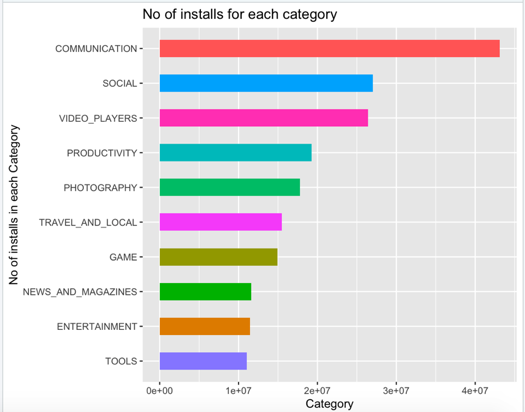 No of installs for each category
No of installs in each Category
COMMUNICATION
SOCIAL
VIDEO_PLAYERS
PRODUCTIVITY
PHOTOGRAPHY
TRAVEL_AND_LOCAL
GAME
NEWS_AND_MAGAZINES
ENTERTAINMENT
TOOLS
0e+00 1e+07 2e+07 3e+07 4e+07
Category